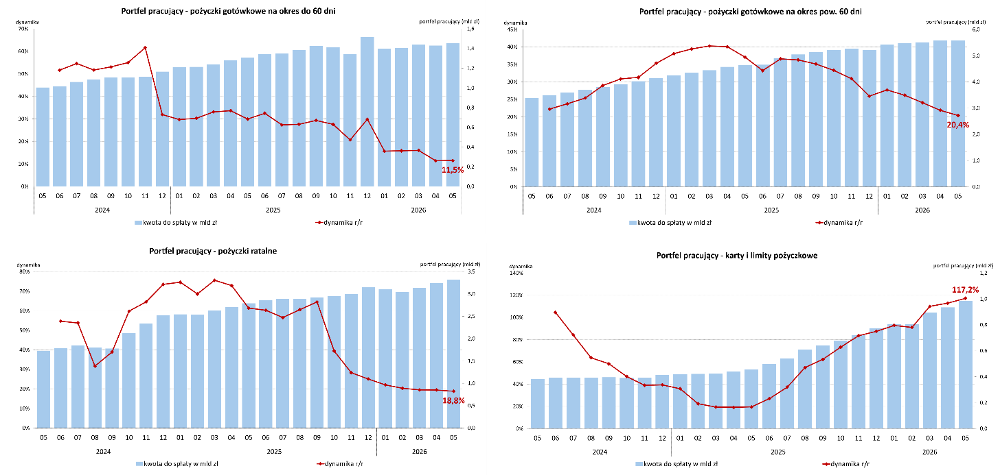 Portfel pracujący - pożyczki gotówkowe na okres do 60 dni
dynamika
portfel pracujący (mld zł)
70%
60%
50%
40%
30%
20%
10%
0%
1,6
1,4
1,2
1,0
0,8
0,6
0,4
0,2
0,0
11,5%
05 06 07 08 09 10 11 12 01 02 03 04 05 06 07 08 09 10 11 12 01 02 03 04 05
2024 2025 2026
kwota do spłaty w mld zł dynamika r/r
Portfel pracujący - pożyczki gotówkowe na okres pow. 60 dni
dynamika
portfel pracujący (mld zł)
45%
40%
35%
30%
25%
20%
15%
10%
5%
0%
6,0
5,0
4,0
3,0
2,0
1,0
0,0
20,4%
05 06 07 08 09 10 11 12 01 02 03 04 05 06 07 08 09 10 11 12 01 02 03 04 05
2024 2025 2026
kwota do spłaty w mld zł dynamika r/r
Portfel pracujący - pożyczki ratalne
dynamika
portfel pracujący (mld zł)
80%
70%
60%
50%
40%
30%
20%
10%
0%
3,5
3,0
2,5
2,0
1,5
1,0
0,5
0,0
18,8%
05 06 07 08 09 10 11 12 01 02 03 04 05 06 07 08 09 10 11 12 01 02 03 04 05
2024 2025 2026
kwota do spłaty w mld zł dynamika r/r
Portfel pracujący - karty i limity pożyczkowe
dynamika
portfel pracujący (mld zł)
140%
120%
100%
80%
60%
40%
20%
0%
1,2
1,0
0,8
0,6
0,4
0,2
0,0
117,2%
05 06 07 08 09 10 11 12 01 02 03 04 05 06 07 08 09 10 11 12 01 02 03 04 05
2024 2025 2026
kwota do spłaty w mld zł dynamika r/r